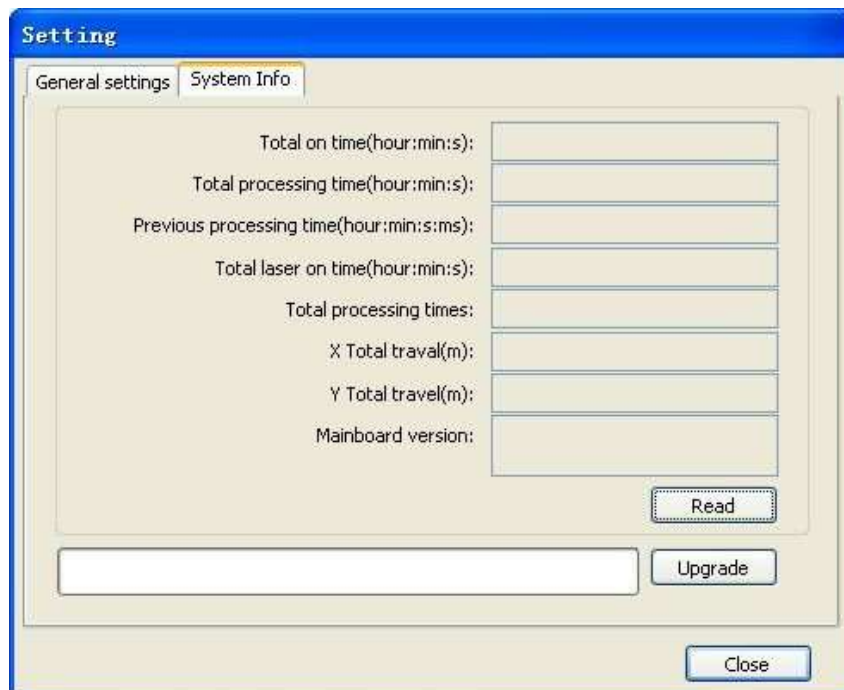 Setting
General settings System Info
Total on time(hour:min:s):
Total processing time(hour:min:s):
Previous processing time(hour:min:s:ms):
Total laser on time(hour:min:s):
Total processing times:
X Total traval(m):
Y Total travel(m):
Mainboard version:
Read
Upgrade
Close